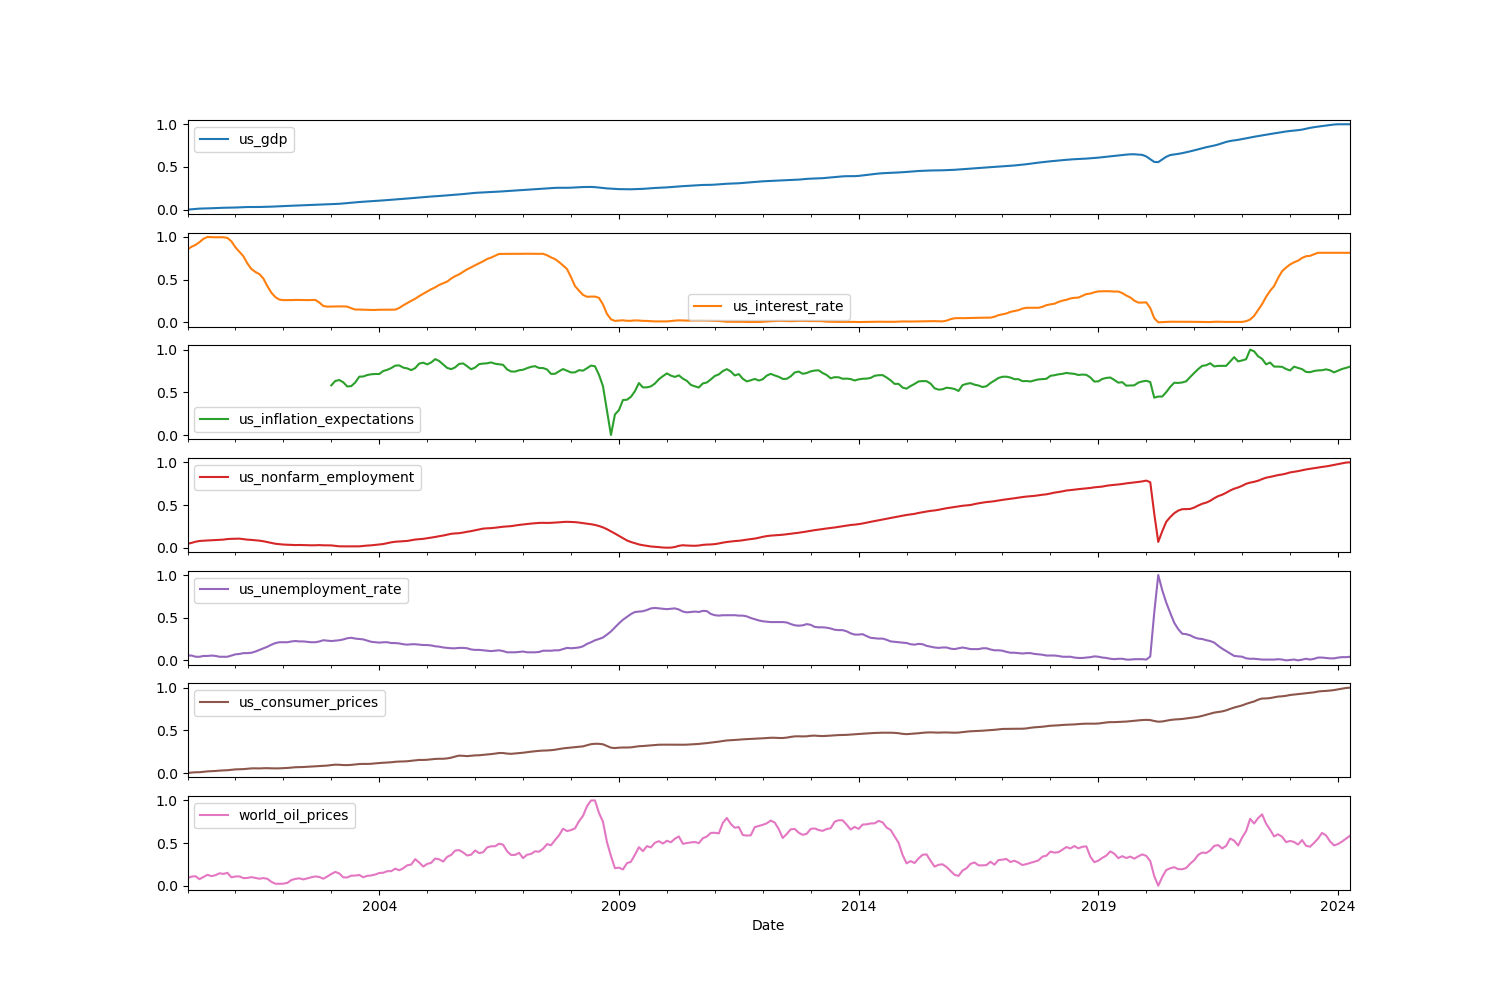 1.0
us_gdp
0.5
0.0
1.0
0.5
us_interest_rate
0.0
1.0
0.5
us_inflation_expectations
0.0
1.0
us_nonfarm_employment
0.5
0.0
1.0
us_unemployment_rate
0.5
0.0
1.0
us_consumer_prices
0.5
0.0
1.0
world_oil_prices
0.5
0.0
2004 2009 2014 2019 2024
Date